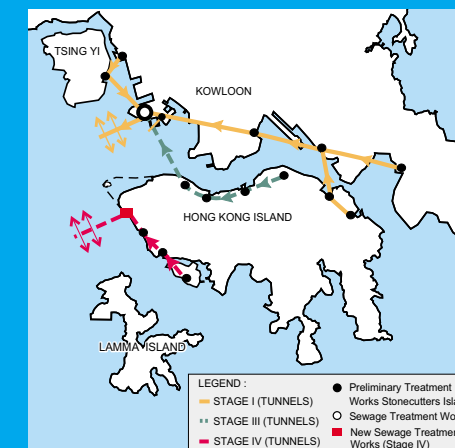 TSING YI
KOWLOON
HONG KONG ISLAND
LAMMA ISLAND
LEGEND :
STAGE I (TUNNELS)
STAGE III (TUNNELS)
STAGE IV (TUNNELS)
Preliminary Treatment
Works Stonecutters Isla
Sewage Treatment Wo
New Sewage Treatmen
Works (Stage IV)